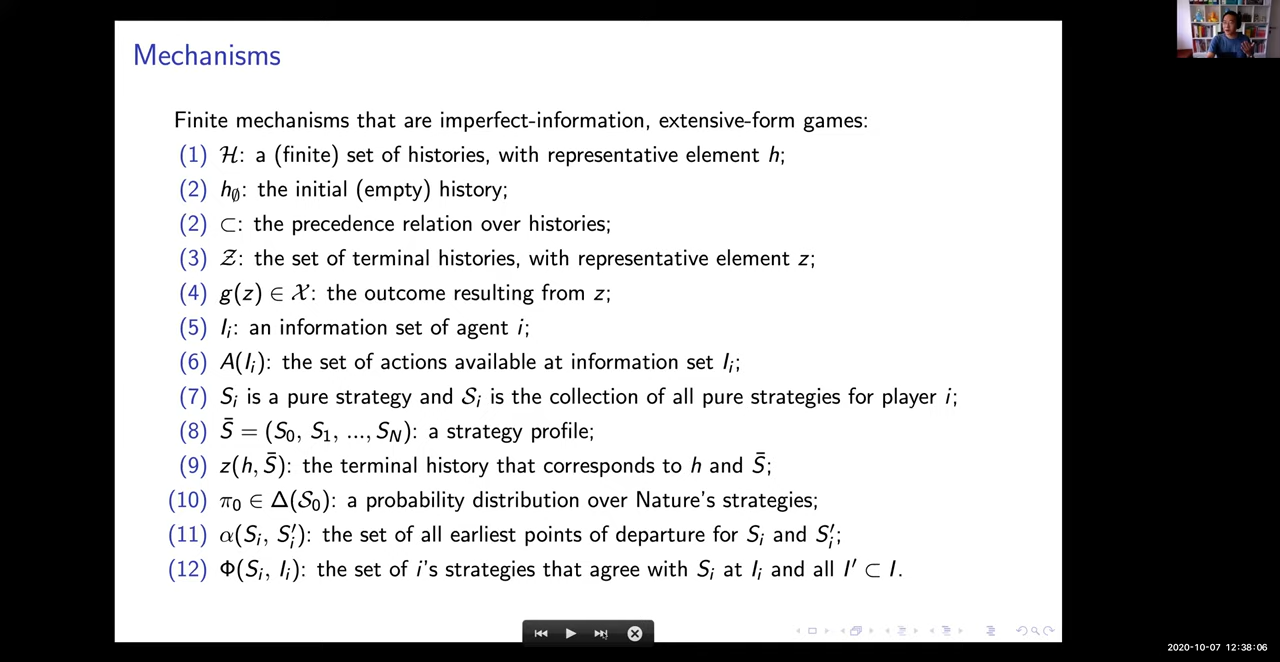 Mechanisms
Finite mechanisms that are imperfect-information, extensive-form games:
(1) ℋ: a (finite) set of histories, with representative element h;
(2) h∅: the initial (empty) history;
(2) ⊂: the precedence relation over histories;
(3) 𝒵: the set of terminal histories, with representative element z;
(4) g(z) ∈ 𝒳: the outcome resulting from z;
(5) Iᵢ: an information set of agent i;
(6) A(Iᵢ): the set of actions available at information set Iᵢ;
(7) Sᵢ is a pure strategy and 𝒮ᵢ is the collection of all pure strategies for player i;
(8) S̄ = (S₀, S₁, ..., S_N): a strategy profile;
(9) z(h, S̄): the terminal history that corresponds to h and S̄;
(10) π₀ ∈ Δ(𝒮₀): a probability distribution over Nature's strategies;
(11) α(Sᵢ, Sᵢ′): the set of all earliest points of departure for Sᵢ and Sᵢ′;
(12) Φ(Sᵢ, Iᵢ): the set of i's strategies that agree with Sᵢ at Iᵢ and all I′ ⊂ I.
2020-10-07 12:38:06